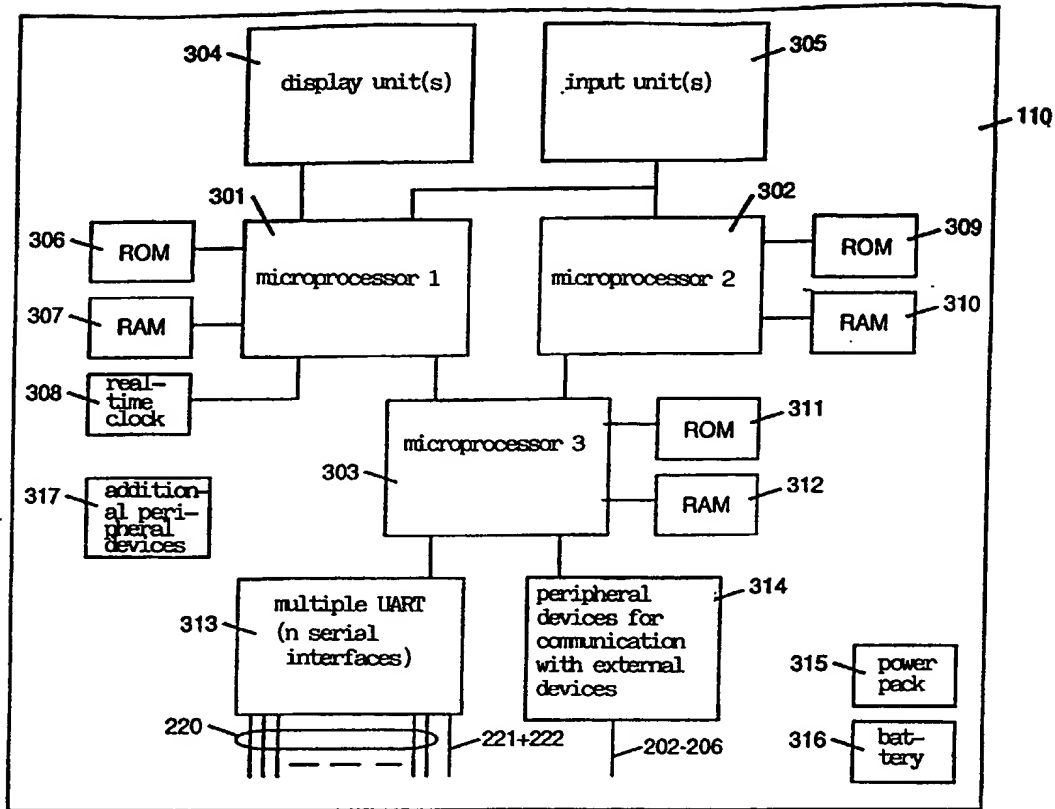 304
display unit(s)
input unit(s)
305
110
301
302
306
ROM
microprocessor 1
microprocessor 2
ROM
309
307
RAM
RAM
310
308
real-
time
clock
microprocessor 3
303
ROM
311
RAM
312
317
addition-
al peri-
pheral
devices
313
multiple UART
(n serial
interfaces)
peripheral
devices for
communication
with external
devices
314
315
power
pack
316
bat-
tery
220
221+222
202-206